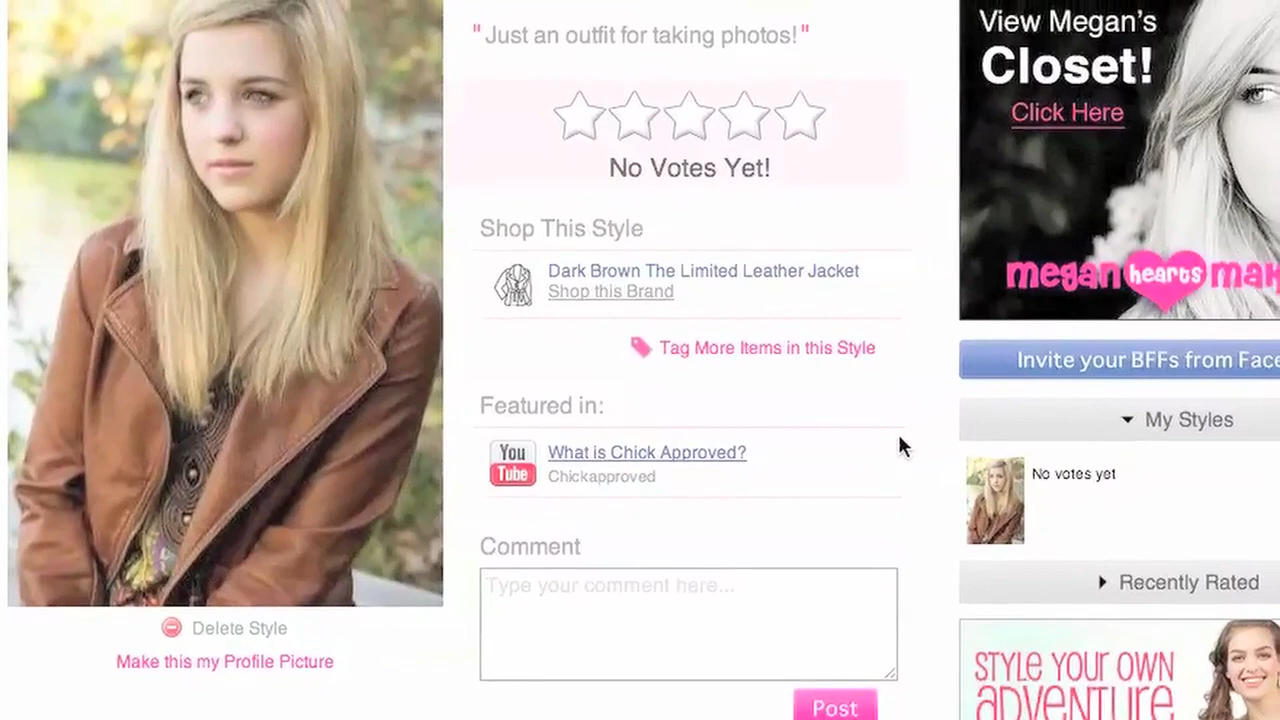 "Just an outfit for taking photos!"
No Votes Yet!
Shop This Style
Dark Brown The Limited Leather Jacket
Shop this Brand
Tag More Items in this Style
Featured in:
You
Tube
What is Chick Approved?
Chickapproved
Comment
Type your comment here...
Post
Delete Style
Make this my Profile Picture
View Megan's
Closet!
Click Here
megan hearts mak
Invite your BFFs from Face
My Styles
No votes yet
Recently Rated
STYLE YOUR OWN
ADVENTURE